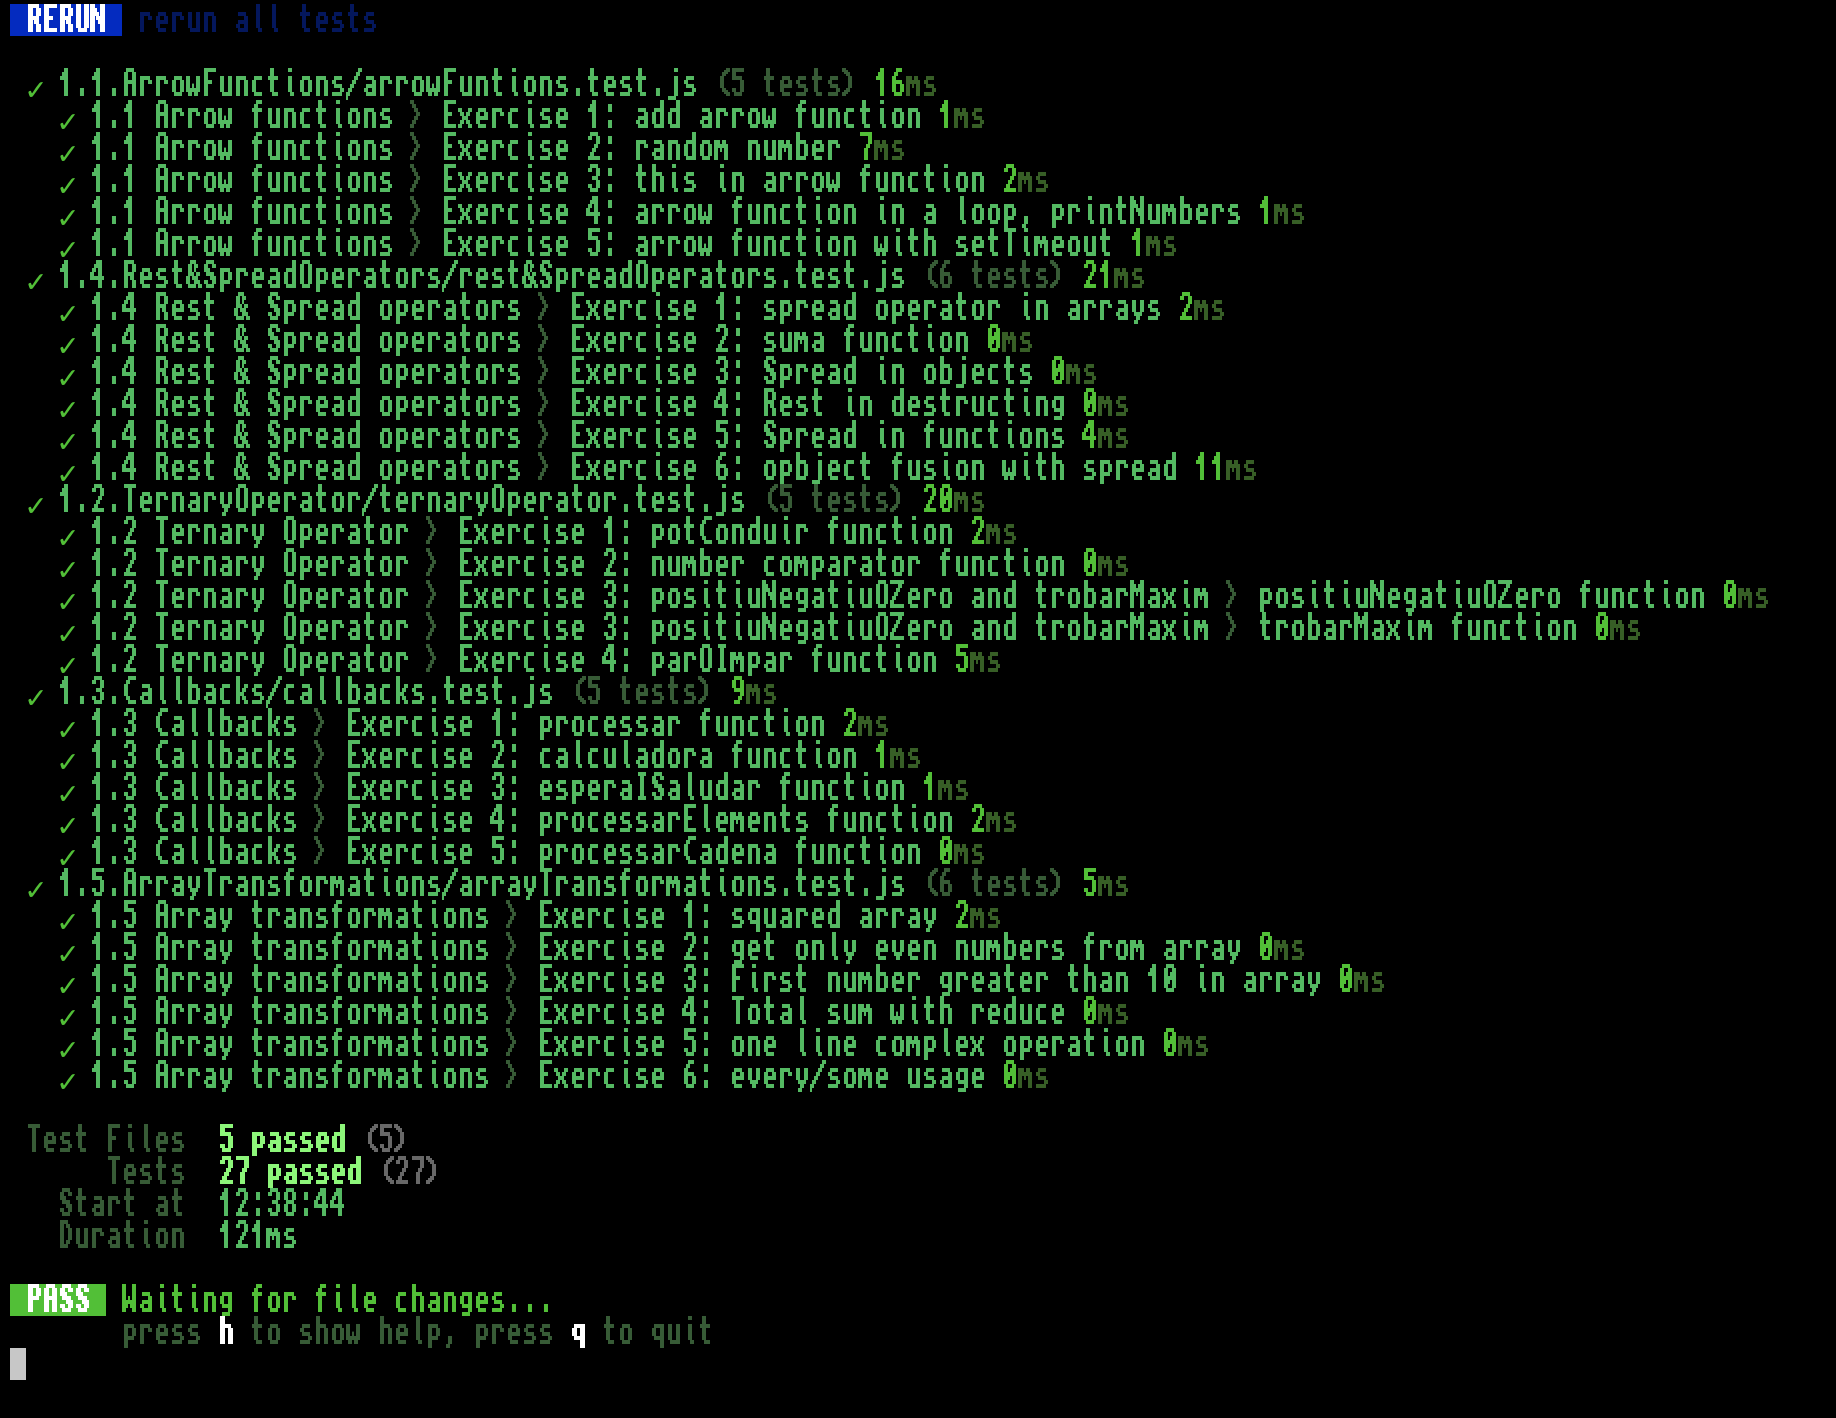 RERUN rerun all tests
✓ 1.1.ArrowFunctions/arrowFuntions.test.js (5 tests) 16ms
✓ 1.1 Arrow functions > Exercise 1: add arrow function 1ms
✓ 1.1 Arrow functions > Exercise 2: random number 7ms
✓ 1.1 Arrow functions > Exercise 3: this in arrow function 2ms
✓ 1.1 Arrow functions > Exercise 4: arrow function in a loop, printNumbers 1ms
✓ 1.1 Arrow functions > Exercise 5: arrow function with setTimeout 1ms
✓ 1.4.Rest&SpreadOperators/rest&SpreadOperators.test.js (6 tests) 21ms
✓ 1.4 Rest & Spread operators > Exercise 1: spread operator in arrays 2ms
✓ 1.4 Rest & Spread operators > Exercise 2: suma function 0ms
✓ 1.4 Rest & Spread operators > Exercise 3: Spread in objects 0ms
✓ 1.4 Rest & Spread operators > Exercise 4: Rest in destructing 0ms
✓ 1.4 Rest & Spread operators > Exercise 5: Spread in functions 4ms
✓ 1.4 Rest & Spread operators > Exercise 6: opbject fusion with spread 11ms
✓ 1.2.TernaryOperator/ternaryOperator.test.js (5 tests) 20ms
✓ 1.2 Ternary Operator > Exercise 1: potConduir function 2ms
✓ 1.2 Ternary Operator > Exercise 2: number comparator function 0ms
✓ 1.2 Ternary Operator > Exercise 3: positiuNegatiuOZero and trobarMaxim > positiuNegatiuOZero function 0ms
✓ 1.2 Ternary Operator > Exercise 3: positiuNegatiuOZero and trobarMaxim > trobarMaxim function 0ms
✓ 1.2 Ternary Operator > Exercise 4: parOImpar function 5ms
✓ 1.3.Callbacks/callbacks.test.js (5 tests) 9ms
✓ 1.3 Callbacks > Exercise 1: processar function 2ms
✓ 1.3 Callbacks > Exercise 2: calculadora function 1ms
✓ 1.3 Callbacks > Exercise 3: esperaISaludar function 1ms
✓ 1.3 Callbacks > Exercise 4: processarElements function 2ms
✓ 1.3 Callbacks > Exercise 5: processarCadena function 0ms
✓ 1.5.ArrayTransformations/arrayTransformations.test.js (6 tests) 5ms
✓ 1.5 Array transformations > Exercise 1: squared array 2ms
✓ 1.5 Array transformations > Exercise 2: get only even numbers from array 0ms
✓ 1.5 Array transformations > Exercise 3: First number greater than 10 in array 0ms
✓ 1.5 Array transformations > Exercise 4: Total sum with reduce 0ms
✓ 1.5 Array transformations > Exercise 5: one line complex operation 0ms
✓ 1.5 Array transformations > Exercise 6: every/some usage 0ms
Test Files 5 passed (5)
Tests 27 passed (27)
Start at 12:38:44
Duration 121ms
PASS Waiting for file changes...
press h to show help, press q to quit